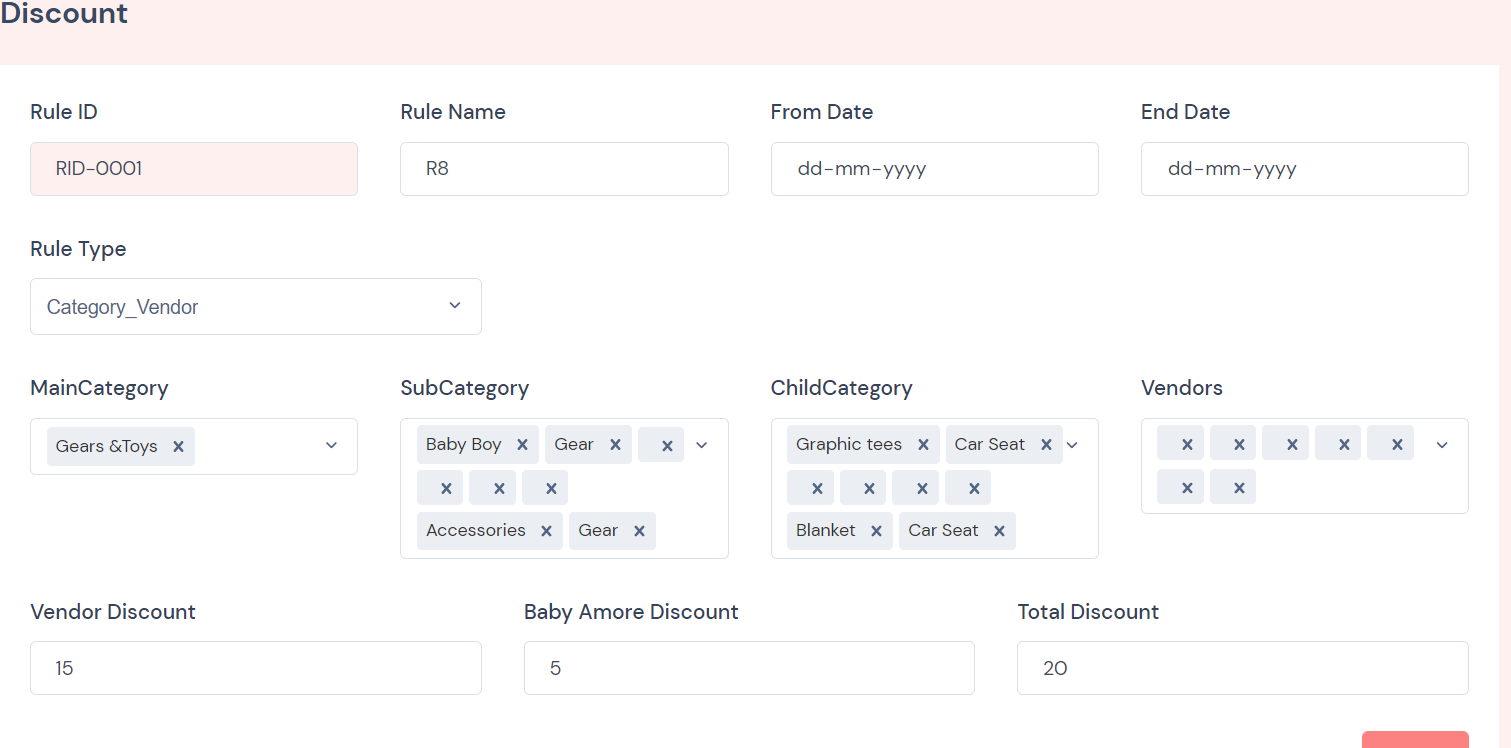 Discount
Rule ID Rule Name From Date End Date
RID-0001 R8 dd-mm-yyyy dd-mm-yyyy
Rule Type
Category_Vendor
MainCategory SubCategory ChildCategory Vendors
Gears &Toys Baby Boy Gear Graphic tees Car Seat
Accessories Gear Blanket Car Seat
Vendor Discount Baby Amore Discount Total Discount
15 5 20